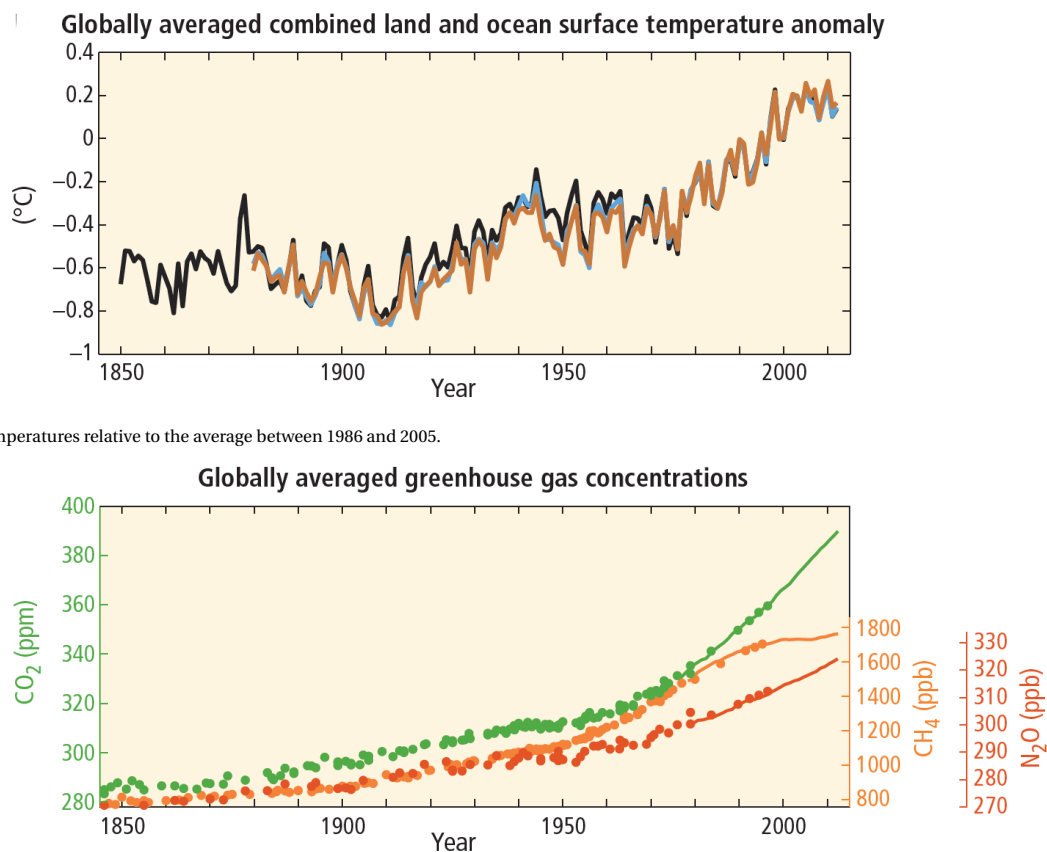 Globally averaged combined land and ocean surface temperature anomaly
0.4
0.2
0
−0.2
−0.4
−0.6
−0.8
−1
(°C)
1850 1900 1950 2000
Year
relative to the average between 1986 and 2005.
Globally averaged greenhouse gas concentrations
400
380
360
340
320
300
280
CO2 (ppm)
1800
1600
1400
1200
1000
800
CH4 (ppb)
330
320
310
300
290
280
270
N2O (ppb)
1850 1900 1950 2000
Year